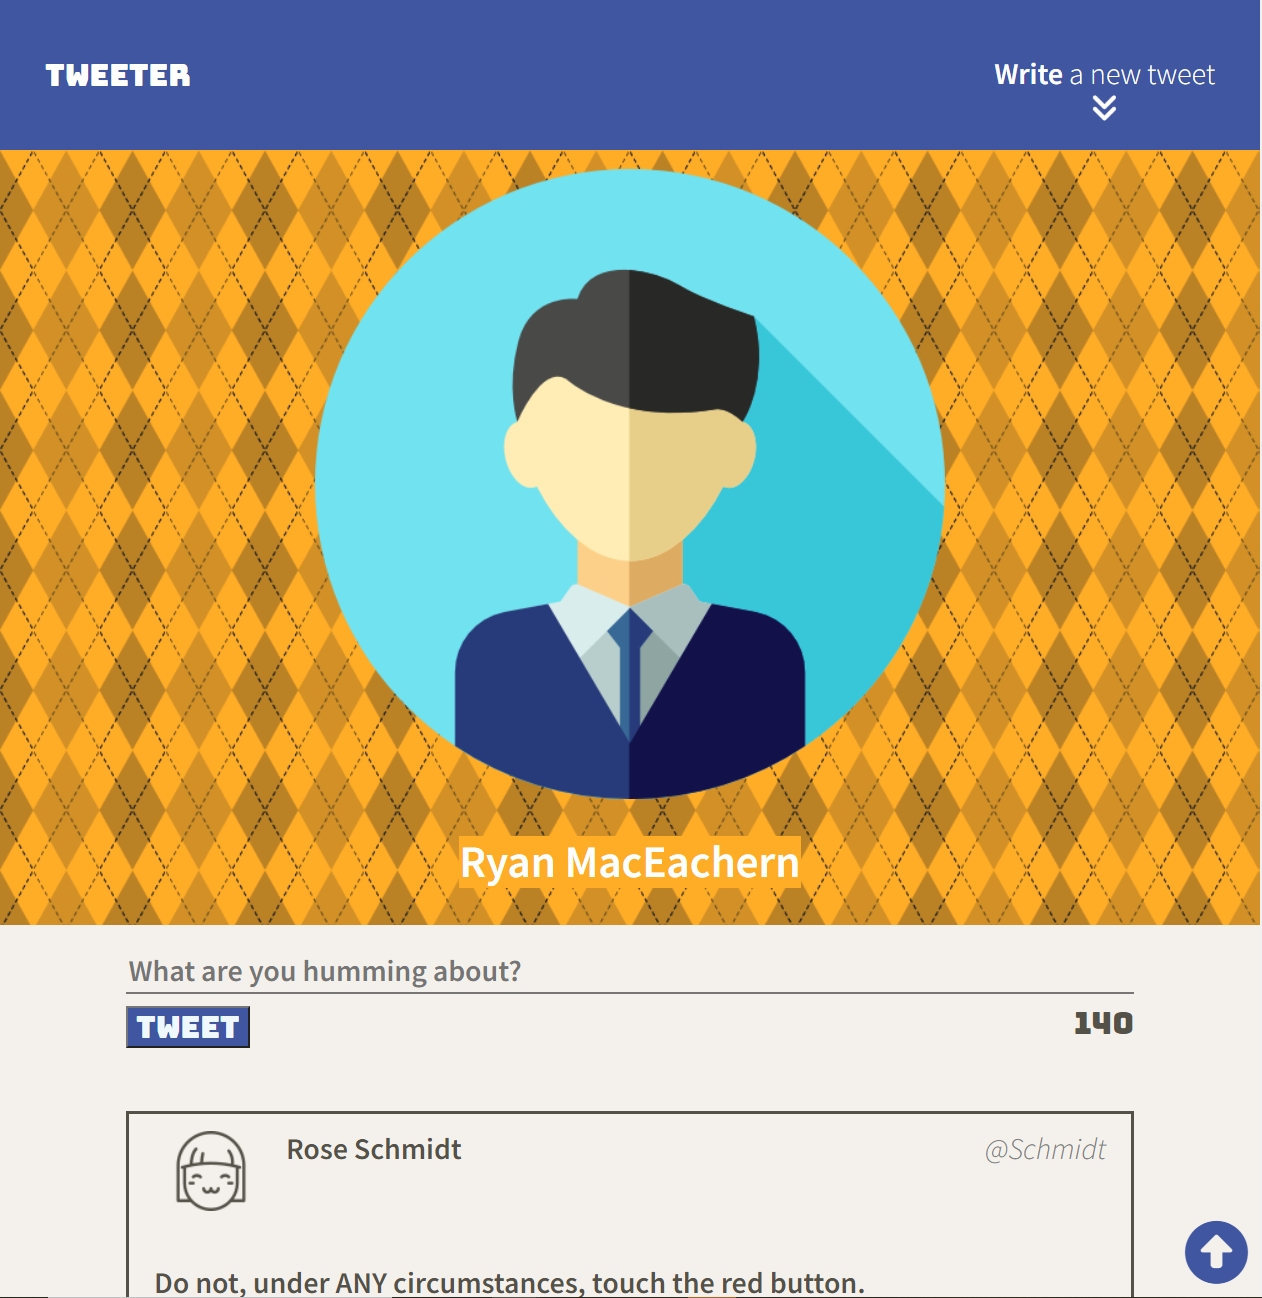 TWEETER
Write a new tweet
Ryan MacEachern
What are you humming about?
TWEET
140
Rose Schmidt
@Schmidt
Do not, under ANY circumstances, touch the red button.